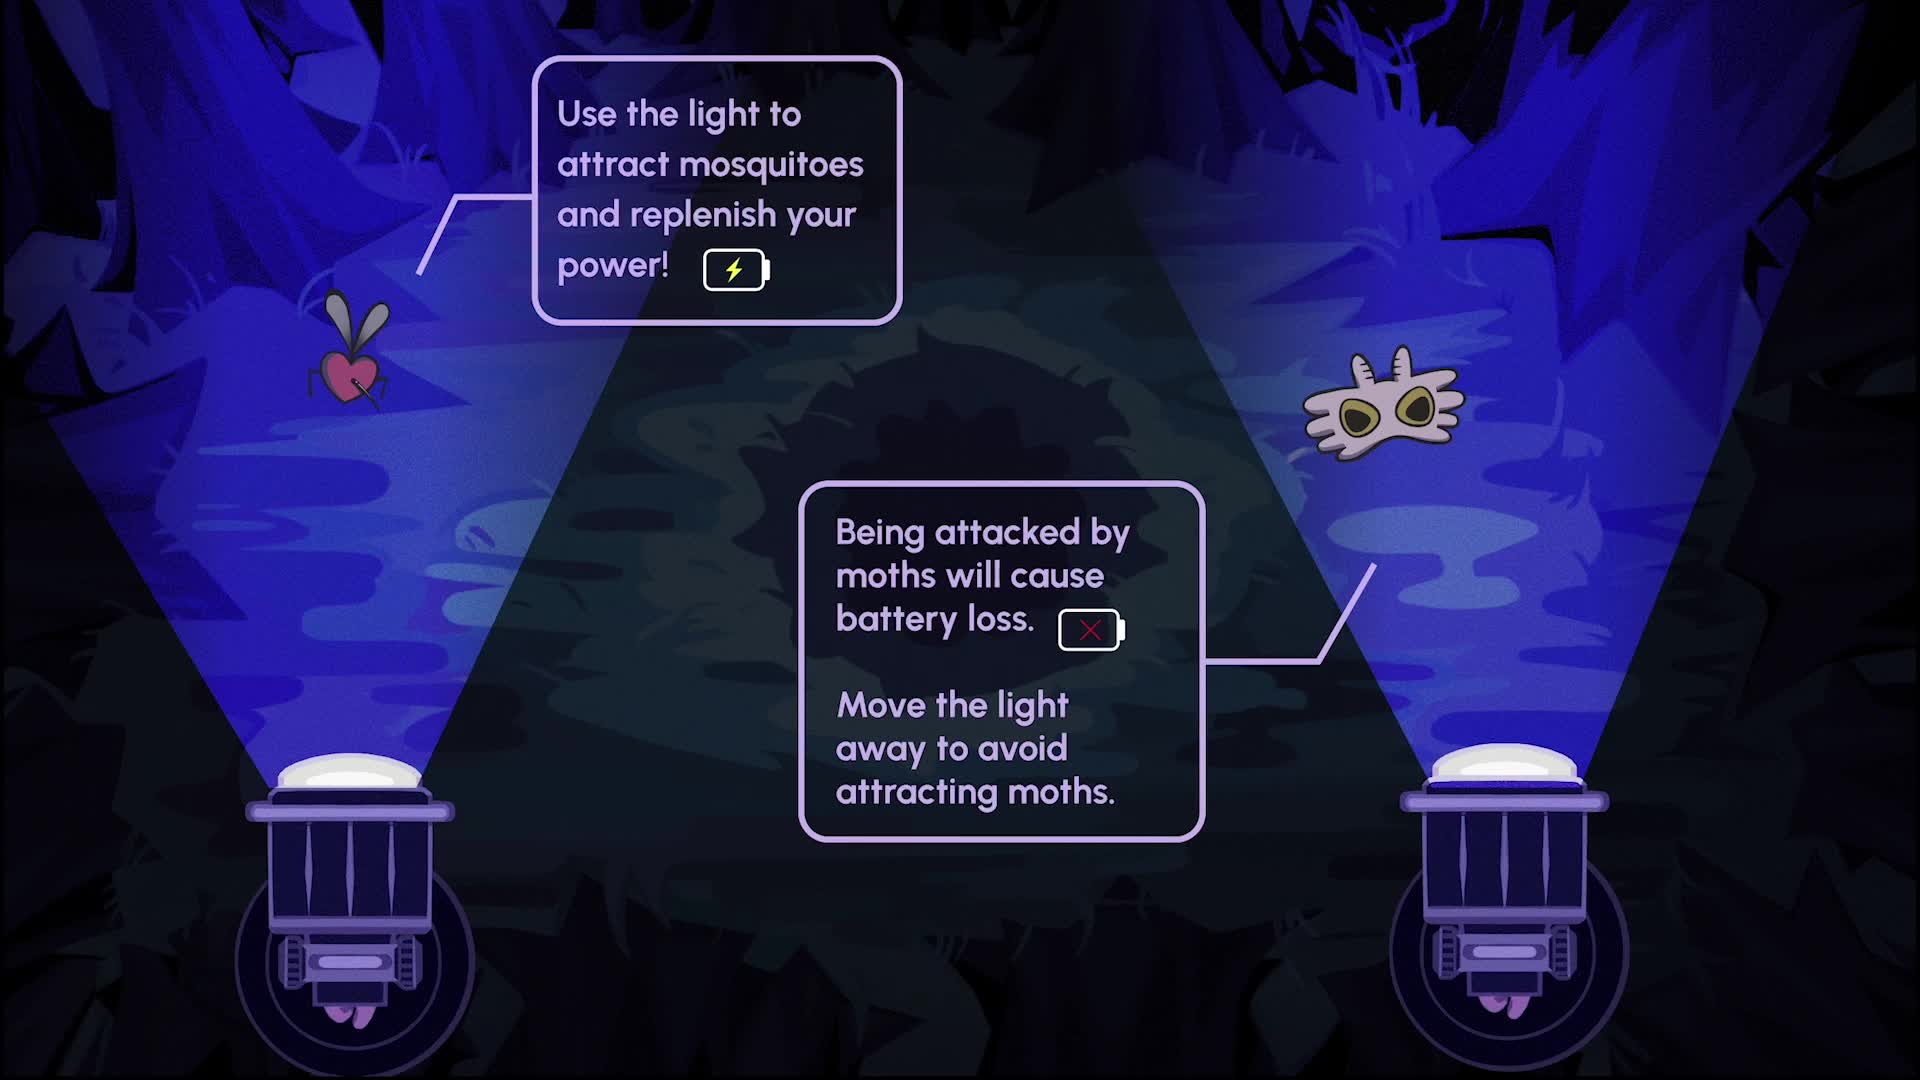 Use the light to
attract mosquitoes
and replenish your
power!
Being attacked by
moths will cause
battery loss.
Move the light
away to avoid
attracting moths.